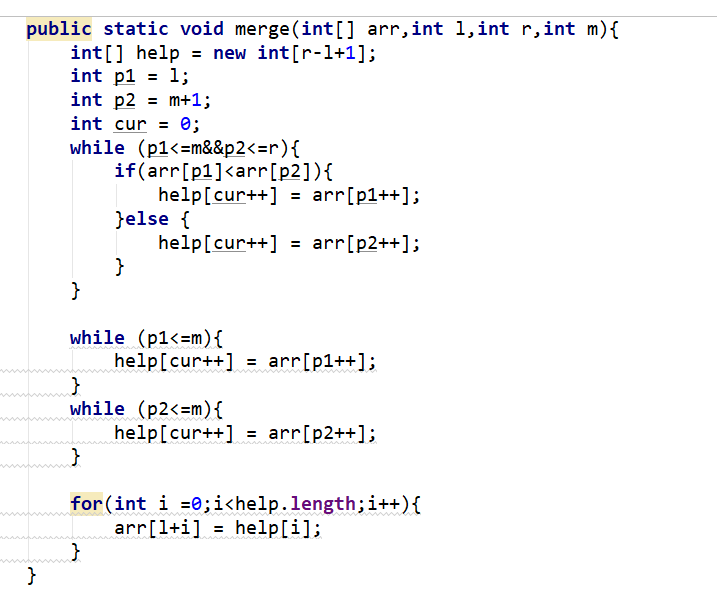 public static void merge(int[] arr,int l,int r,int m){
int[] help = new int[r-l+1];
int p1 = l;
int p2 = m+1;
int cur = 0;
while (p1<=m&&p2<=r){
if(arr[p1]<arr[p2]){
help[cur++] = arr[p1++];
}else {
help[cur++] = arr[p2++];
}
}
while (p1<=m){
help[cur++] = arr[p1++];
}
while (p2<=m){
help[cur++] = arr[p2++];
}
for(int i =0;i<help.length;i++){
arr[l+i] = help[i];
}
}